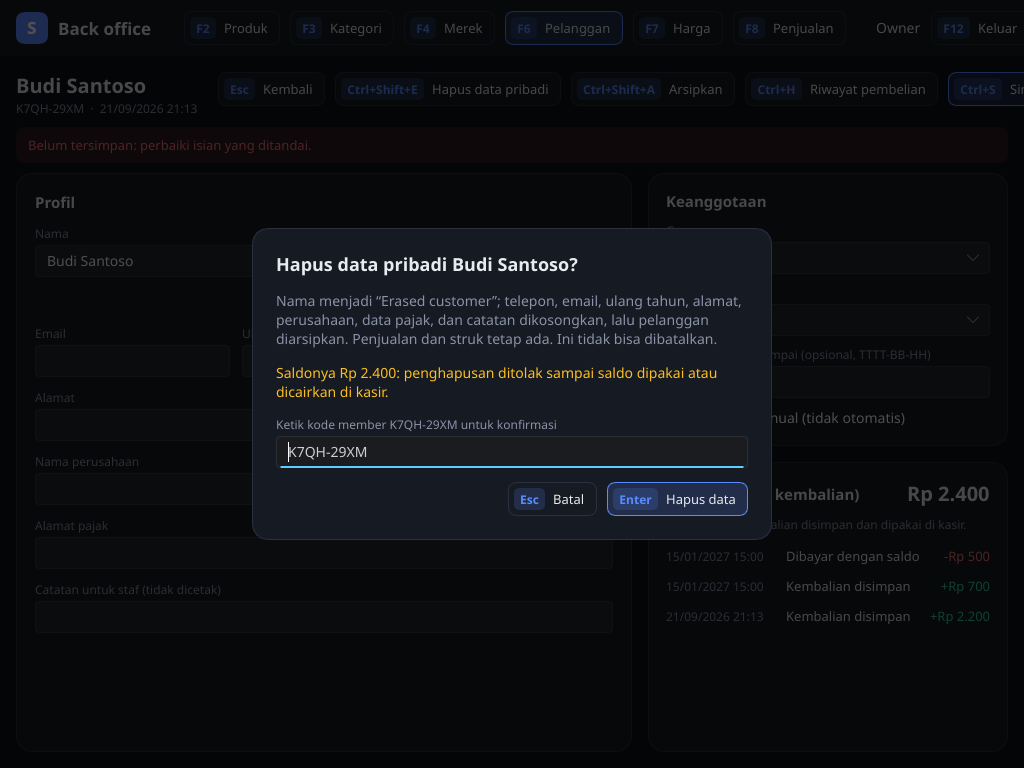 S Back office F2 Produk F3 Kategori F4 Merek F6 Pelanggan F7 Harga F8 Penjualan Owner F12 Keluar
Budi Santoso
K7QH-29XM · 21/09/2026 21:13
Esc Kembali Ctrl+Shift+E Hapus data pribadi Ctrl+Shift+A Arsipkan Ctrl+H Riwayat pembelian Ctrl+S
Belum tersimpan: perbaiki isian yang ditandai.
Profil
Nama
Budi Santoso
Email
Alamat
Nama perusahaan
Alamat pajak
Catatan untuk staf (tidak dicetak)
Keanggotaan
(opsional, TTTT-BB-HH)
(tidak otomatis)
Hapus data pribadi Budi Santoso?
Nama menjadi “Erased customer”; telepon, email, ulang tahun, alamat,
perusahaan, data pajak, dan catatan dikosongkan, lalu pelanggan
diarsipkan. Penjualan dan struk tetap ada. Ini tidak bisa dibatalkan.
Saldonya Rp 2.400: penghapusan ditolak sampai saldo dipakai atau
dicairkan di kasir.
Ketik kode member K7QH-29XM untuk konfirmasi
K7QH-29XM
Esc Batal Enter Hapus data
kembalian) Rp 2.400
disimpan dan dipakai di kasir.
15/01/2027 15:00 Dibayar dengan saldo -Rp 500
15/01/2027 15:00 Kembalian disimpan +Rp 700
21/09/2026 21:13 Kembalian disimpan +Rp 2.200